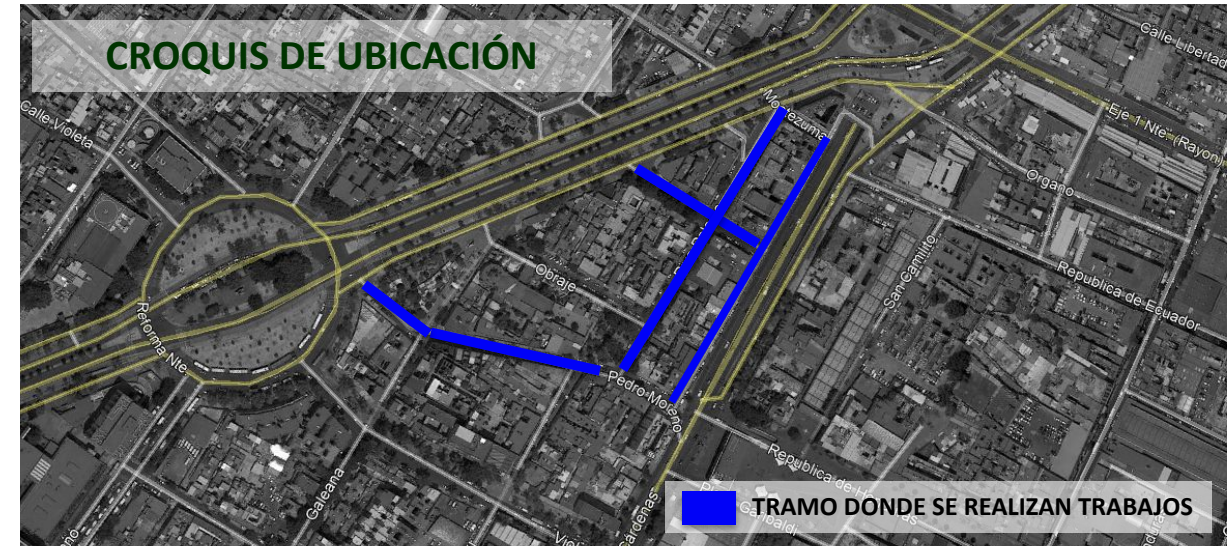 CROQUIS DE UBICACIÓN
Calle Libertad
Calle Violeta
Moctezuma
Eje 1 Nte. (Rayon)
Organo
San Camilito
Republica de Ecuador
Obraje
Reforma Nte.
Pedro Moreno
Galeana
TRAMO DONDE SE REALIZAN TRABAJOS